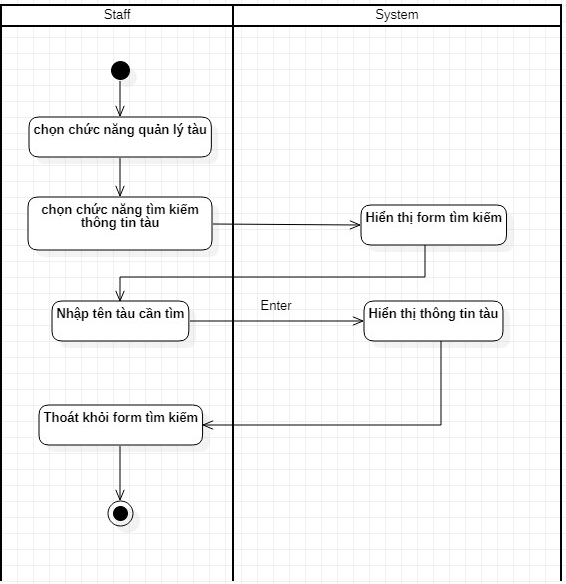 Staff
System
chọn chức năng quản lý tàu
chọn chức năng tìm kiếm
thông tin tàu
Hiển thị form tìm kiếm
Nhập tên tàu cần tìm
Enter
Hiển thị thông tin tàu
Thoát khỏi form tìm kiếm